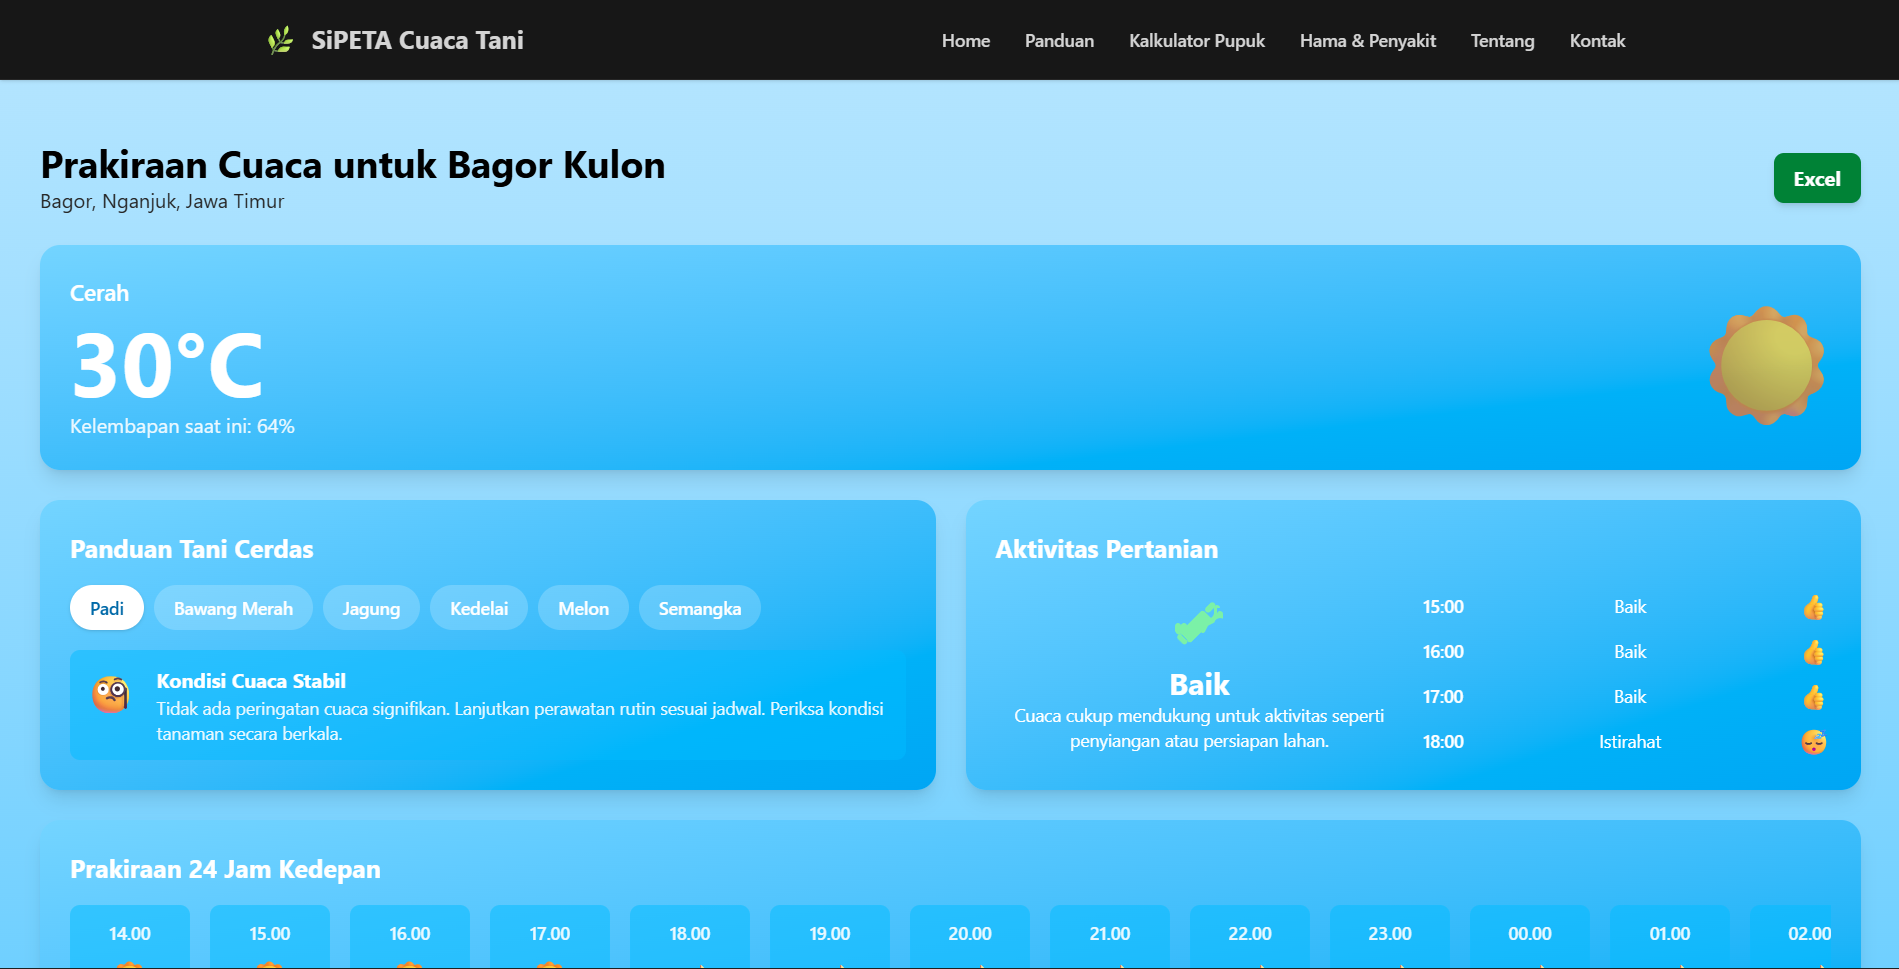 SiPETA Cuaca Tani
Home Panduan Kalkulator Pupuk Hama & Penyakit Tentang Kontak
Prakiraan Cuaca untuk Bagor Kulon
Bagor, Nganjuk, Jawa Timur
Excel
Cerah
30°C
Kelembapan saat ini: 64%
Panduan Tani Cerdas
Padi Bawang Merah Jagung Kedelai Melon Semangka
Kondisi Cuaca Stabil
Tidak ada peringatan cuaca signifikan. Lanjutkan perawatan rutin sesuai jadwal. Periksa kondisi
tanaman secara berkala.
Aktivitas Pertanian
Baik
Cuaca cukup mendukung untuk aktivitas seperti
penyiangan atau persiapan lahan.
15:00 Baik
16:00 Baik
17:00 Baik
18:00 Istirahat
Prakiraan 24 Jam Kedepan
14.00 15.00 16.00 17.00 18.00 19.00 20.00 21.00 22.00 23.00 00.00 01.00 02.00